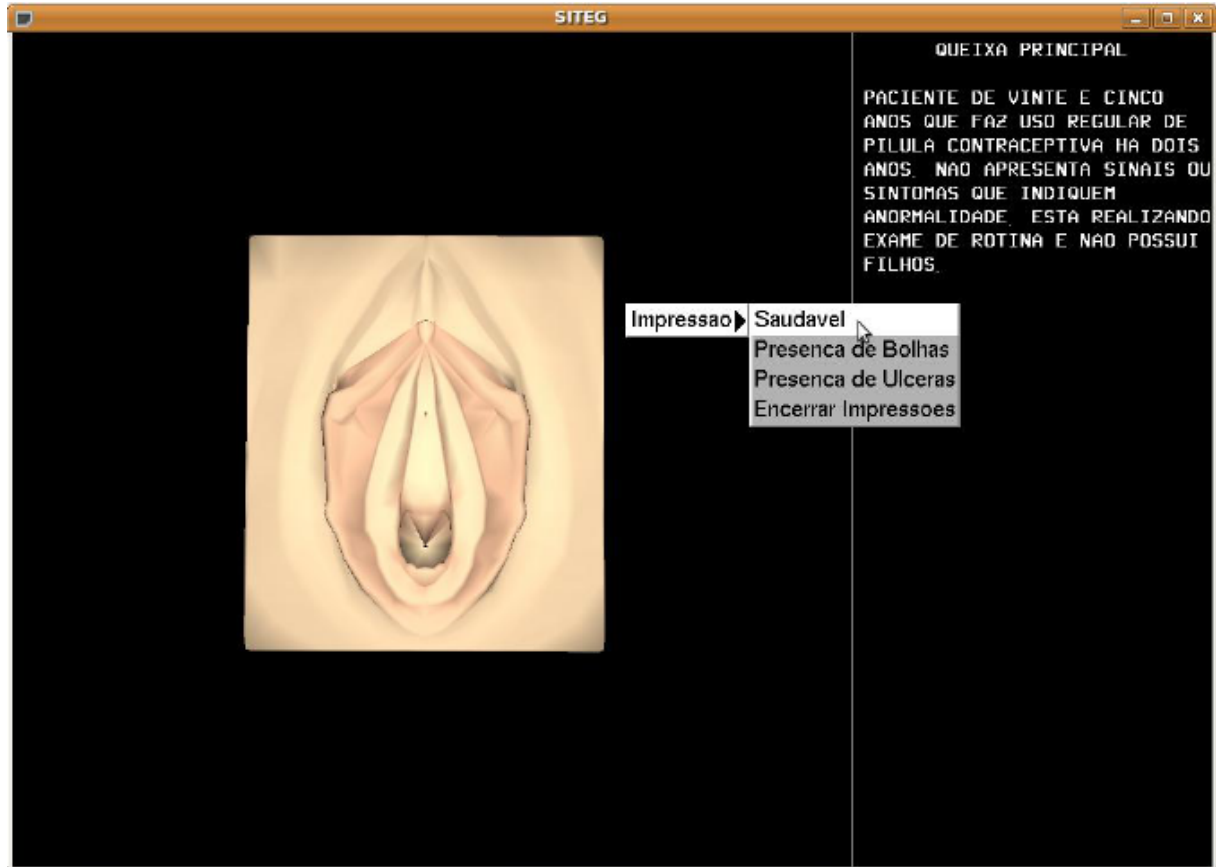 SITEG
QUEIXA PRINCIPAL
PACIENTE DE VINTE E CINCO
ANOS QUE FAZ USO REGULAR DE
PILULA CONTRACEPTIVA HA DOIS
ANOS. NAO APRESENTA SINAIS OU
SINTOMAS QUE INDIQUEM
ANORMALIDADE. ESTA REALIZANDO
EXAME DE ROTINA E NAO POSSUI
FILHOS.
Impressao
Saudavel
Presenca de Bolhas
Presenca de Ulceras
Encerrar Impressoes